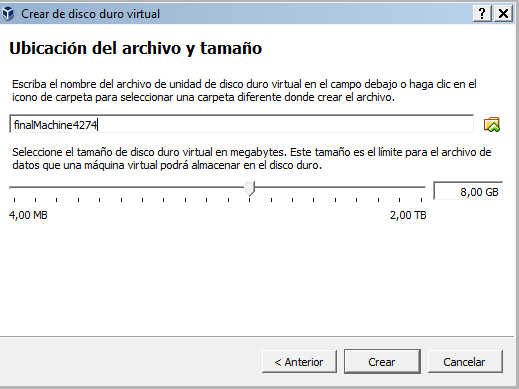 Crear de disco duro virtual
Ubicación del archivo y tamaño
Escriba el nombre del archivo de unidad de disco duro virtual en el campo debajo o haga clic en el
icono de carpeta para seleccionar una carpeta diferente donde crear el archivo.
finalMachine4274
Seleccione el tamaño de disco duro virtual en megabytes. Este tamaño es el límite para el archivo de
datos que una máquina virtual podrá almacenar en el disco duro.
8,00 GB
4,00 MB 2,00 TB
< Anterior Crear Cancelar